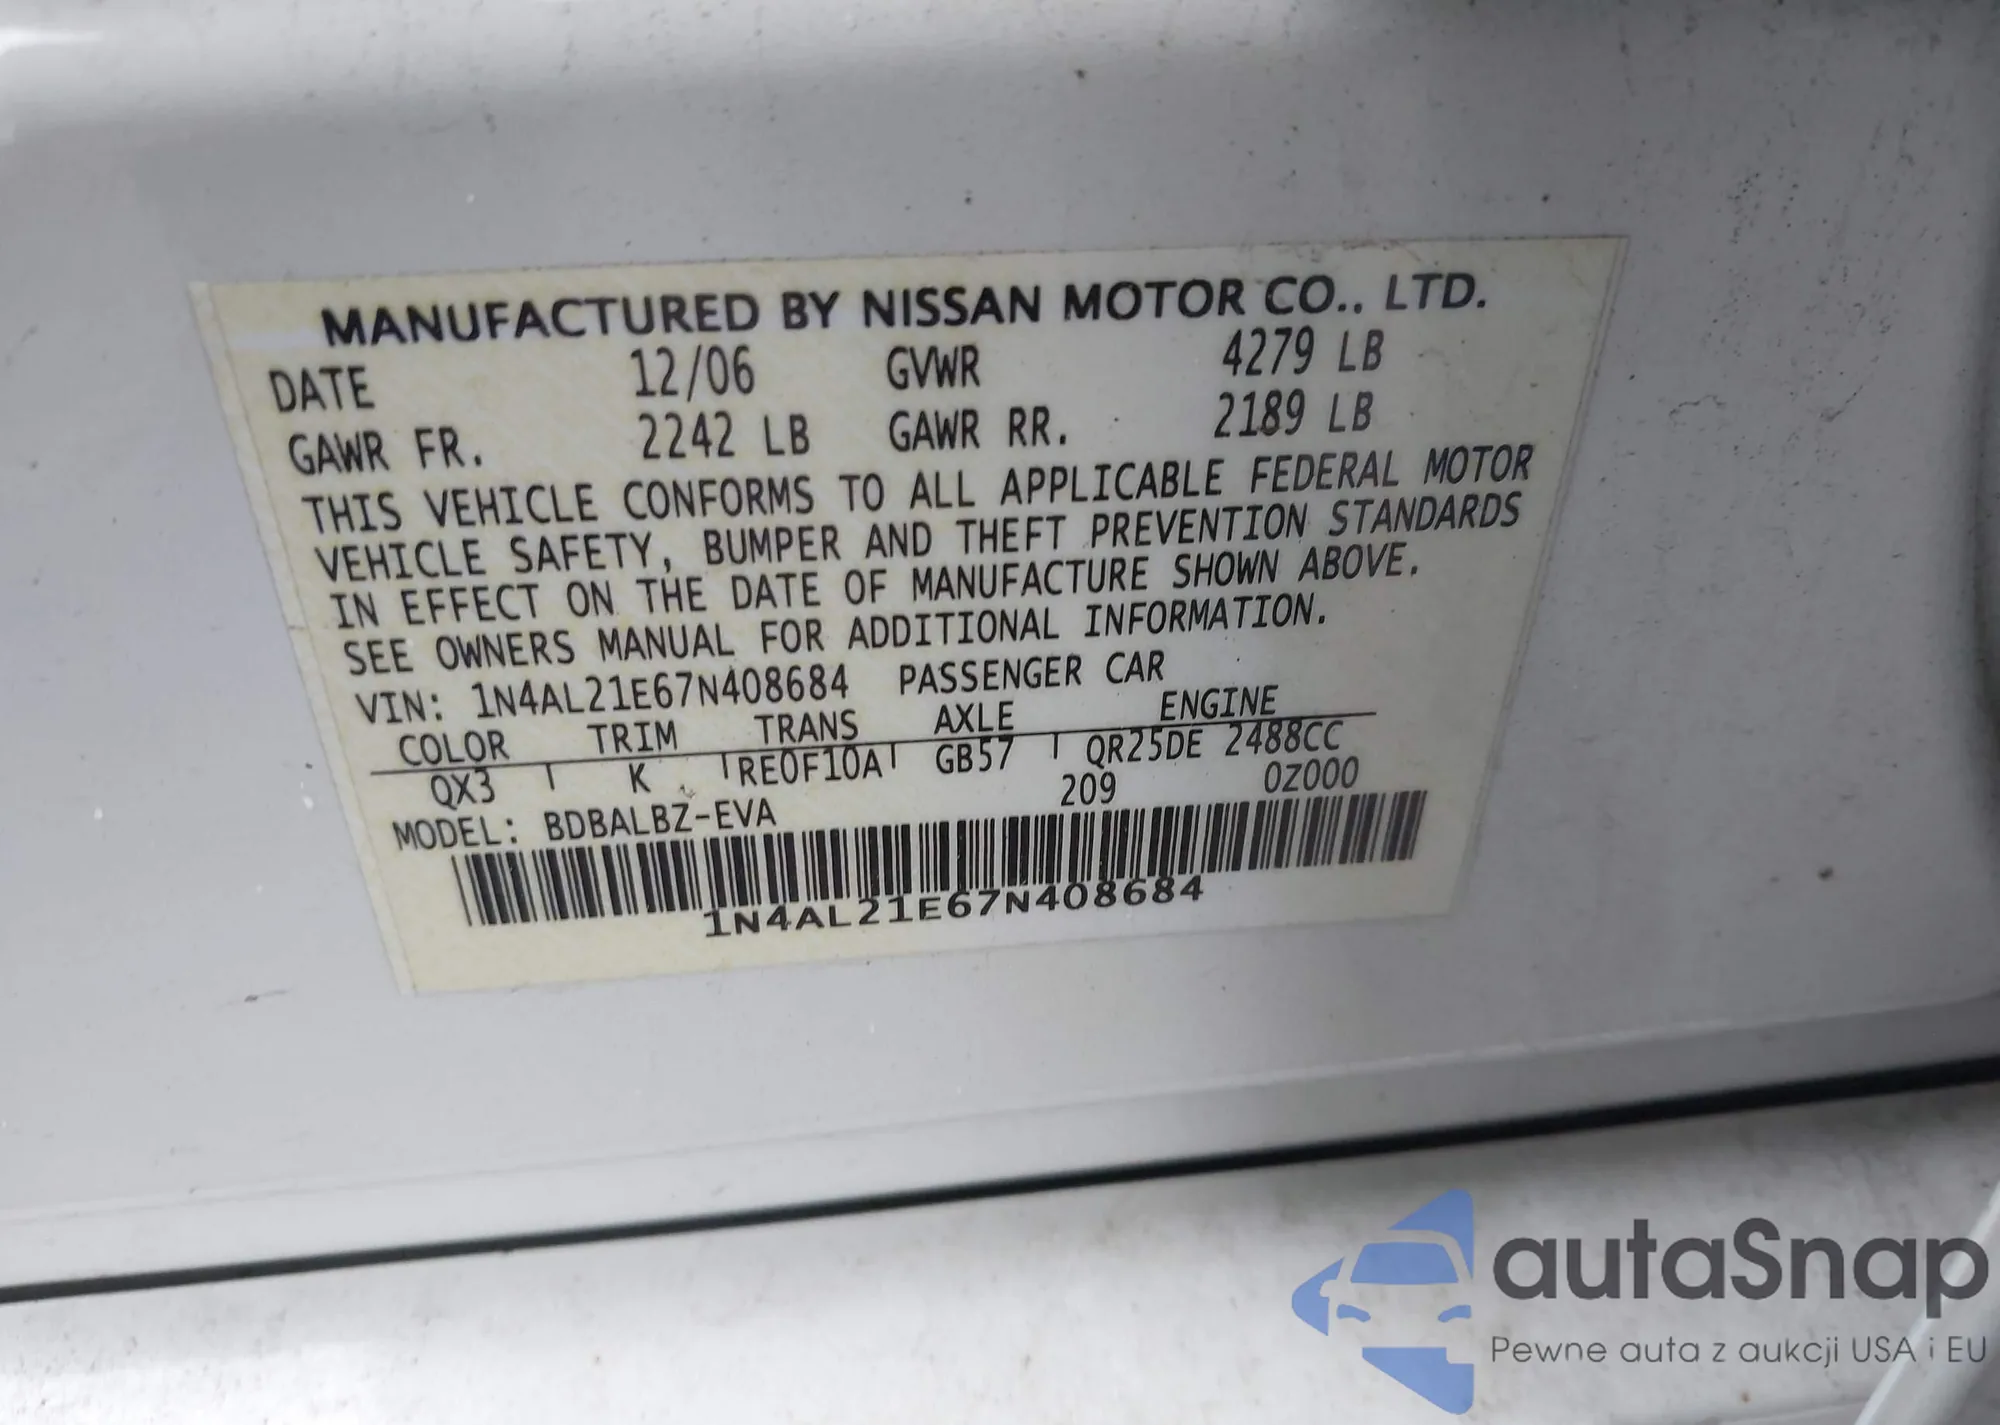 MANUFACTURED BY NISSAN MOTOR CO., LTD.
DATE 12/06 GVWR 4279 LB
GAWR FR. 2242 LB GAWR RR. 2189 LB
THIS VEHICLE CONFORMS TO ALL APPLICABLE FEDERAL MOTOR
VEHICLE SAFETY, BUMPER AND THEFT PREVENTION STANDARDS
IN EFFECT ON THE DATE OF MANUFACTURE SHOWN ABOVE.
SEE OWNERS MANUAL FOR ADDITIONAL INFORMATION.
VIN: 1N4AL21E67N408684 PASSENGER CAR
COLOR TRIM TRANS AXLE ENGINE
QX3 K RE0F10A GB57 QR25DE 2488CC
209 0Z000
MODEL: BDBALBZ-EVA
1N4AL21E67N408684
autaSnap
Pewne auta z aukcji USA i EU